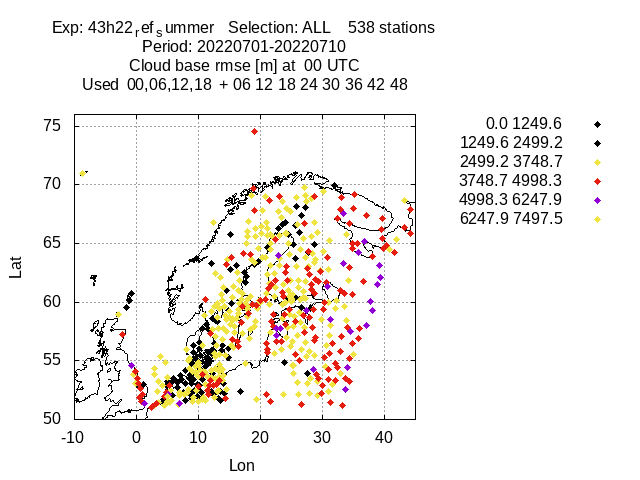 Exp: 43h22ref summer   Selection: ALL    538 stations
Period: 20220701-20220710
Cloud base rmse [m] at  00 UTC
Used  00,06,12,18  + 06 12 18 24 30 36 42 48
0.0 1249.6
1249.6 2499.2
2499.2 3748.7
3748.7 4998.3
4998.3 6247.9
6247.9 7497.5
75
70
65
60
55
50
Lat
-10 0 10 20 30 40
Lon